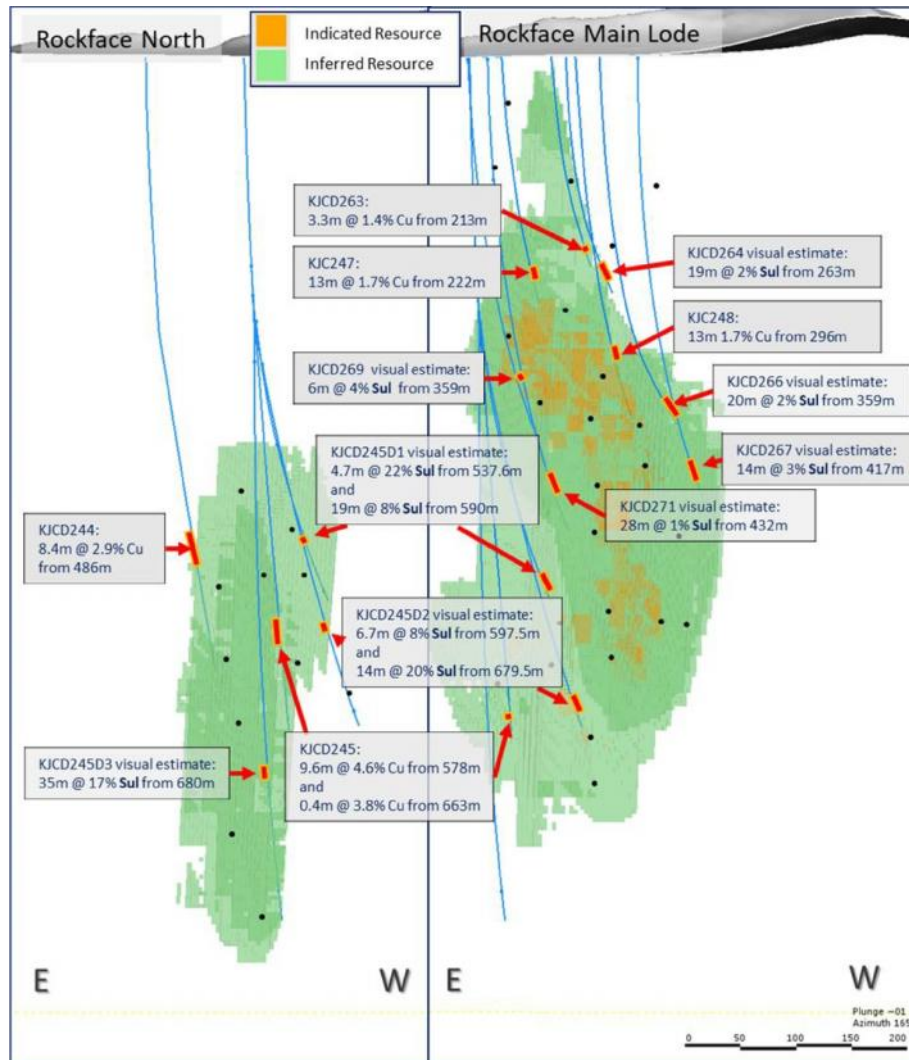 Rockface North
Indicated Resource
Inferred Resource
Rockface Main Lode
KJCD263:
3.3m @ 1.4% Cu from 213m
KJCD264 visual estimate:
19m @ 2% Sul from 263m
KJC247:
13m @ 1.7% Cu from 222m
KJC248:
13m 1.7% Cu from 296m
KJCD269 visual estimate:
6m @ 4% Sul from 359m
KJCD266 visual estimate:
20m @ 2% Sul from 359m
KJCD245D1 visual estimate:
4.7m @ 22% Sul from 537.6m
and
19m @ 8% Sul from 590m
KJCD267 visual estimate:
14m @ 3% Sul from 417m
KJCD271 visual estimate:
28m @ 1% Sul from 432m
KJCD244:
8.4m @ 2.9% Cu
from 486m
KJCD245D2 visual estimate:
6.7m @ 8% Sul from 597.5m
and
14m @ 20% Sul from 679.5m
KJCD245D3 visual estimate:
35m @ 17% Sul from 680m
KJCD245:
9.6m @ 4.6% Cu from 578m
and
0.4m @ 3.8% Cu from 663m
E W E W
Plunge −01
Azimuth 165
0 50 100 150 200